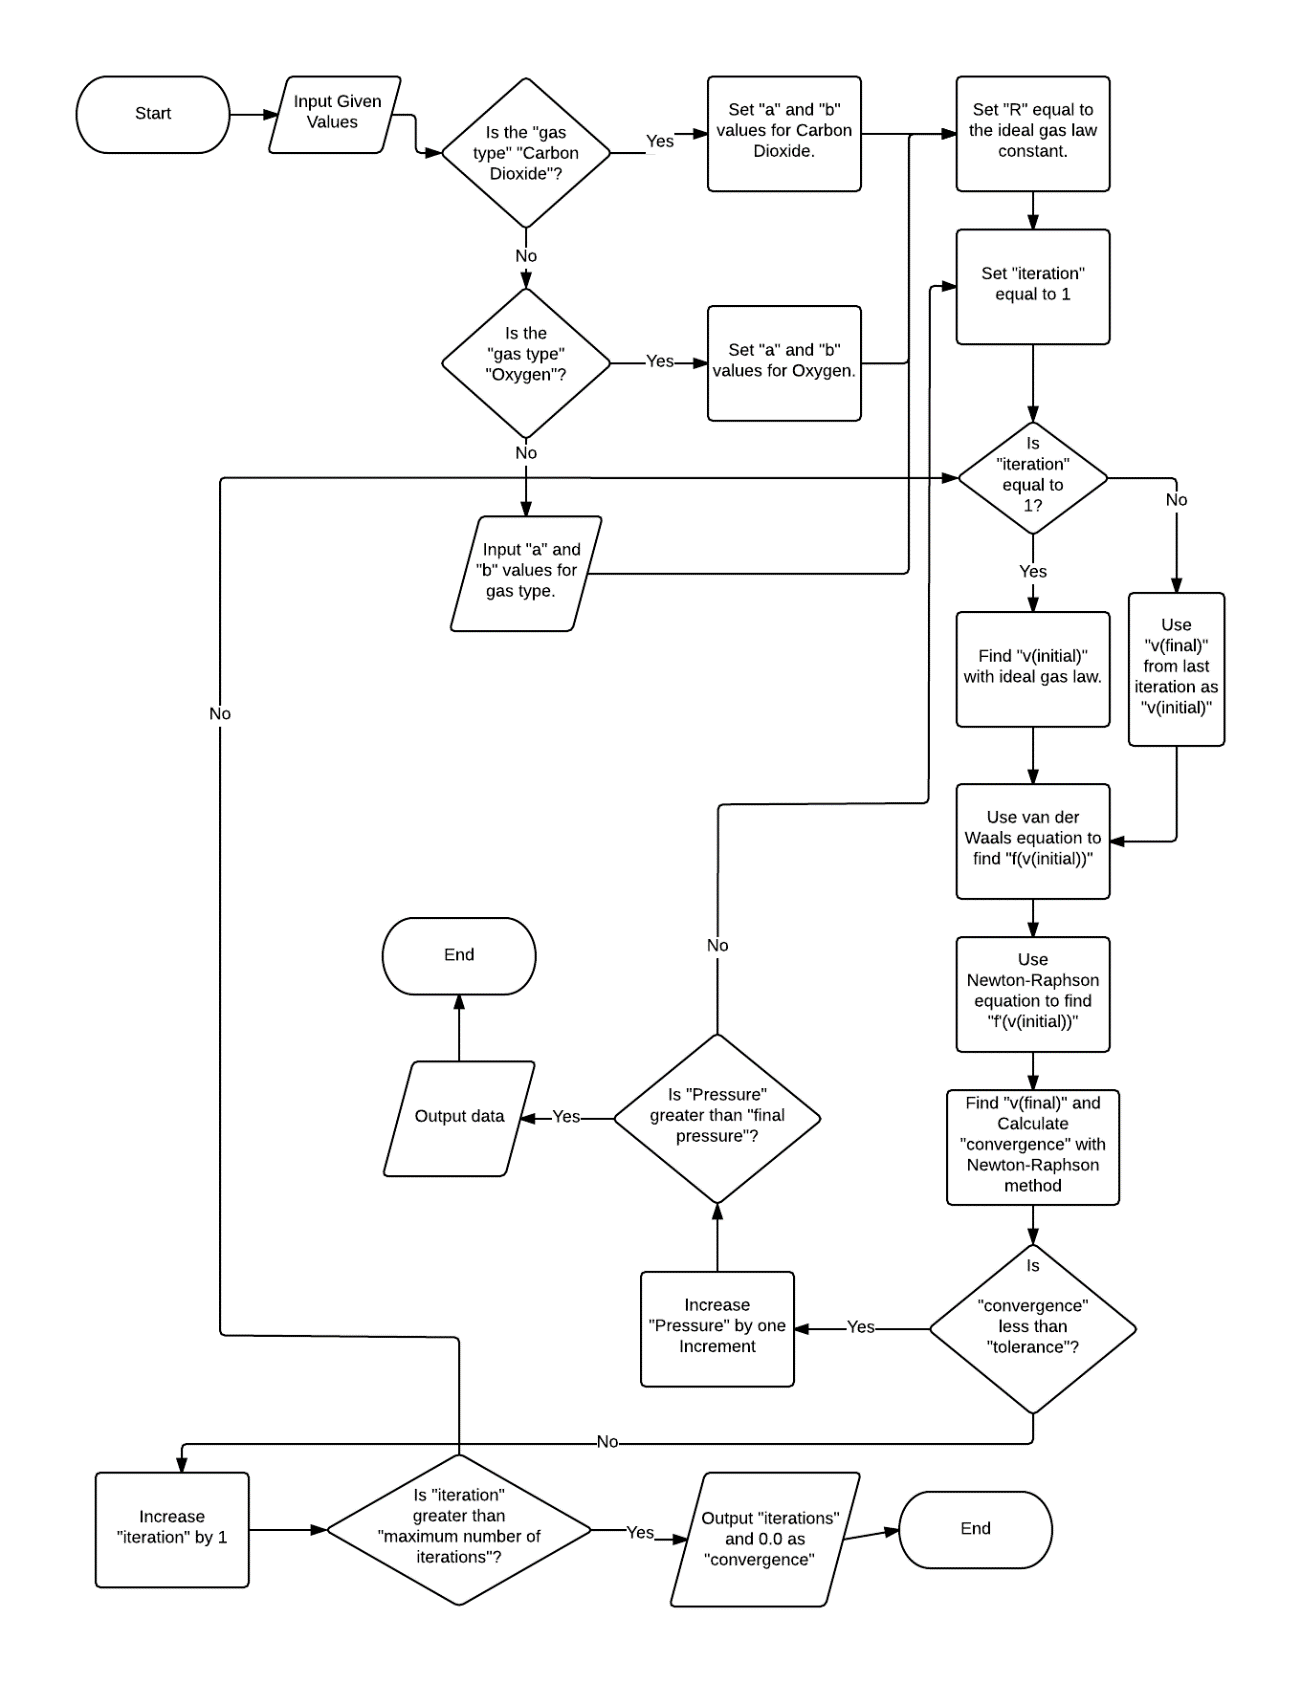 Start
Input Given
Values
Is the "gas
type" "Carbon
Dioxide"?
Yes
Set "a" and "b"
values for Carbon
Dioxide.
Set "R" equal to
the ideal gas law
constant.
No
Set "iteration"
equal to 1
Is the
"gas type"
"Oxygen"?
Yes
Set "a" and "b"
values for Oxygen.
No
Is
"iteration"
equal to
1?
No
Input "a" and
"b" values for
gas type.
Yes
Find "v(initial)"
with ideal gas law.
Use
"v(final)"
from last
iteration as
"v(initial)"
No
Use van der
Waals equation to
find "f(v(initial))"
End
No
Use
Newton-Raphson
equation to find
"f'(v(initial))"
Output data
Yes
Is "Pressure"
greater than "final
pressure"?
Find "v(final)" and
Calculate
"convergence" with
Newton-Raphson
method
Increase
"Pressure" by one
Increment
Yes
Is
"convergence"
less than
"tolerance"?
No
Increase
"iteration" by 1
Is "iteration"
greater than
"maximum number of
iterations"?
Yes
Output "iterations"
and 0.0 as
"convergence"
End